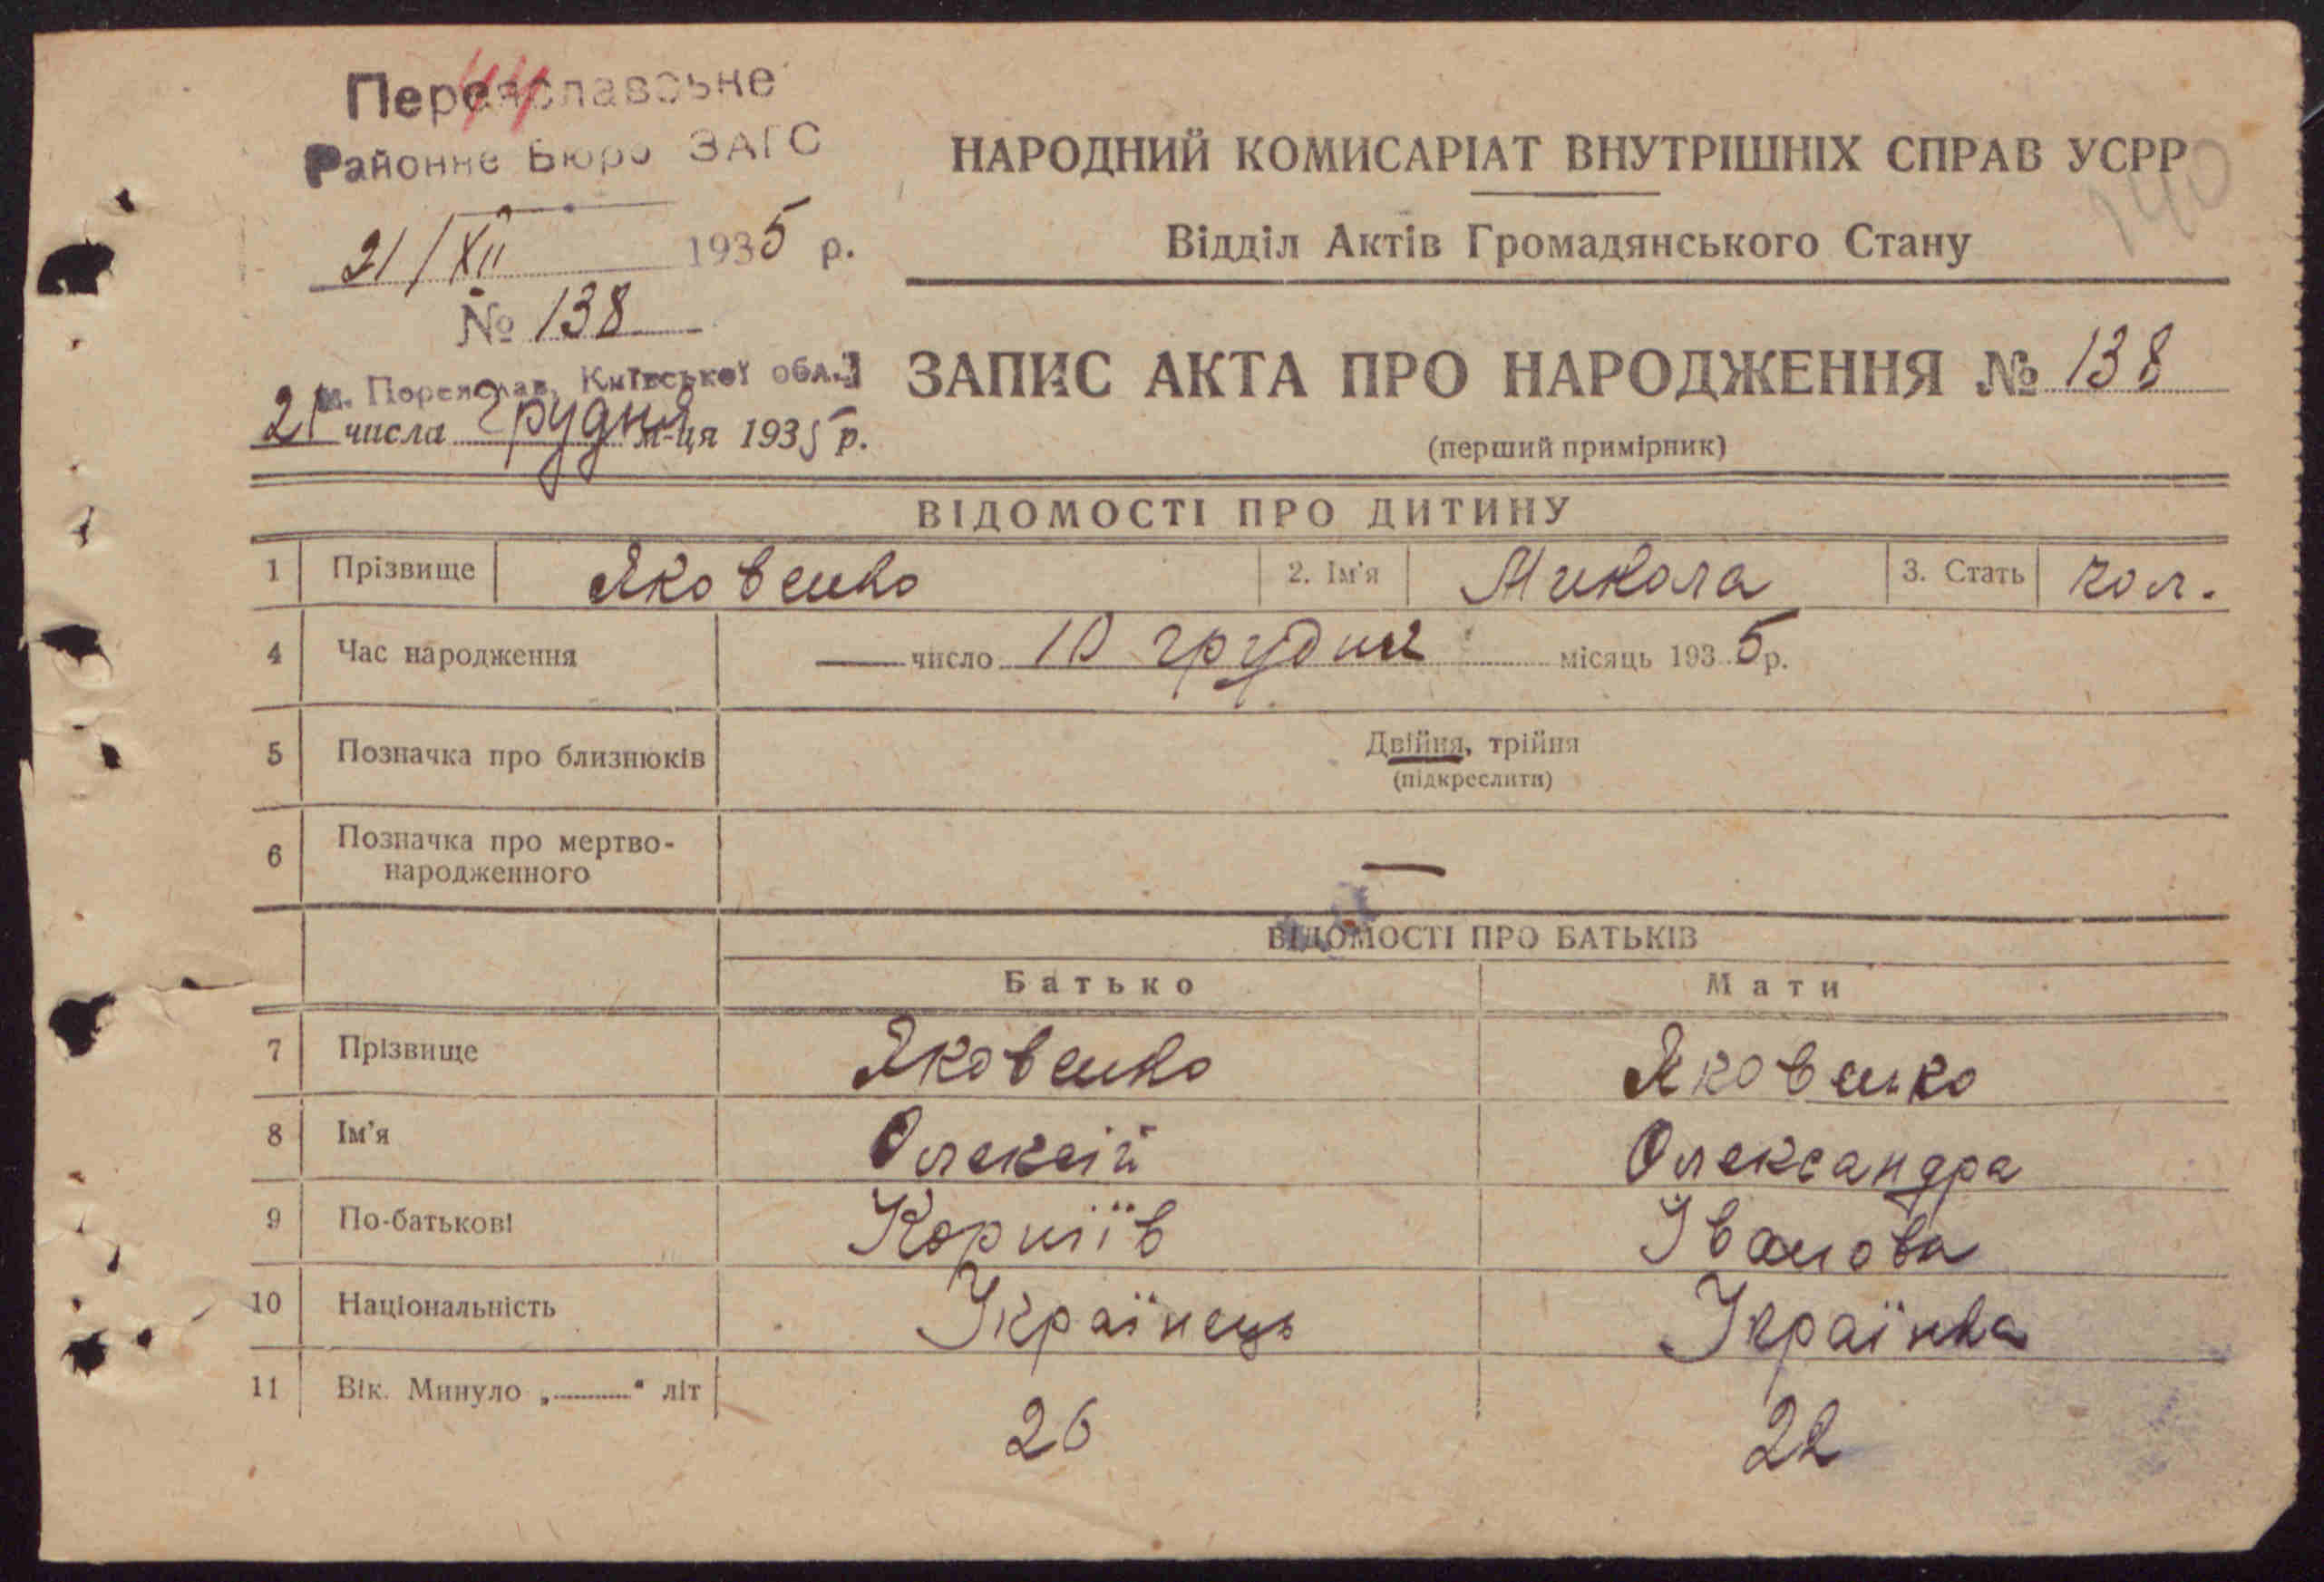 Переяславське
Районне Бюро ЗАГС
21/XII 1935 р.
№ 138
м. Переяслав, Київської обл.
21 числа грудня м-ця 1935 р.
140
НАРОДНИЙ КОМИСАРІАТ ВНУТРІШНІХ СПРАВ УСРР
Відділ Актів Громадянського Стану
ЗАПИС АКТА ПРО НАРОДЖЕННЯ № 138
(перший примірник)
ВІДОМОСТІ ПРО ДИТИНУ
1 Прізвище Яковенко 2. Ім'я Микола 3. Стать чол.
4 Час народження — число 10 грудня місяць 1935 р.
5 Позначка про близнюків Двійня, трійня
(підкреслити)
6 Позначка про мертво-
народженного —
ВІДОМОСТІ ПРО БАТЬКІВ
Батько Мати
7 Прізвище Яковенко Яковенко
8 Ім'я Олексій Олександра
9 По-батькові Корніїв Іванова
10 Національність Українець Українка
11 Вік. Минуло „ “ літ 26 22